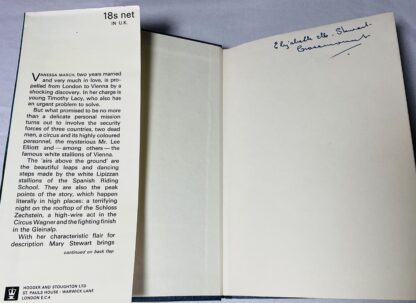 18s net
IN U.K.
VANESSA MARCH, two years married
and very much in love, is pro-
pelled from London to Vienna by a
shocking discovery. In her charge is
young Timothy Lacy, who also has
an urgent problem to solve.
But what promised to be no more
than a delicate personal mission
turns out to involve the security
forces of three countries, two dead
men, a circus and its highly coloured
personnel, the mysterious Mr. Lee
Elliott and — among others — the
famous white stallions of Vienna.
The 'airs above the ground' are
the beautiful leaps and dancing
steps made by the white Lipizzan
stallions of the Spanish Riding
School. They are also the peak
points of the story, which happen
literally in high places: a terrifying
night on the rooftop of the Schloss
Zechstein, a high-wire act in the
Circus Wagner and the fighting finish
in the Gleinalp.
With her characteristic flair for
description Mary Stewart brings
continued on back flap
HODDER AND STOUGHTON LTD
ST. PAULS HOUSE · WARWICK LANE
LONDON E.C.4